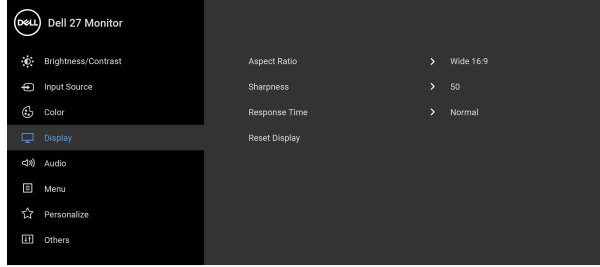 DELL Dell 27 Monitor
Brightness/Contrast
Input Source
Color
Display
Audio
Menu
Personalize
Others
Aspect Ratio Wide 16:9
Sharpness 50
Response Time Normal
Reset Display